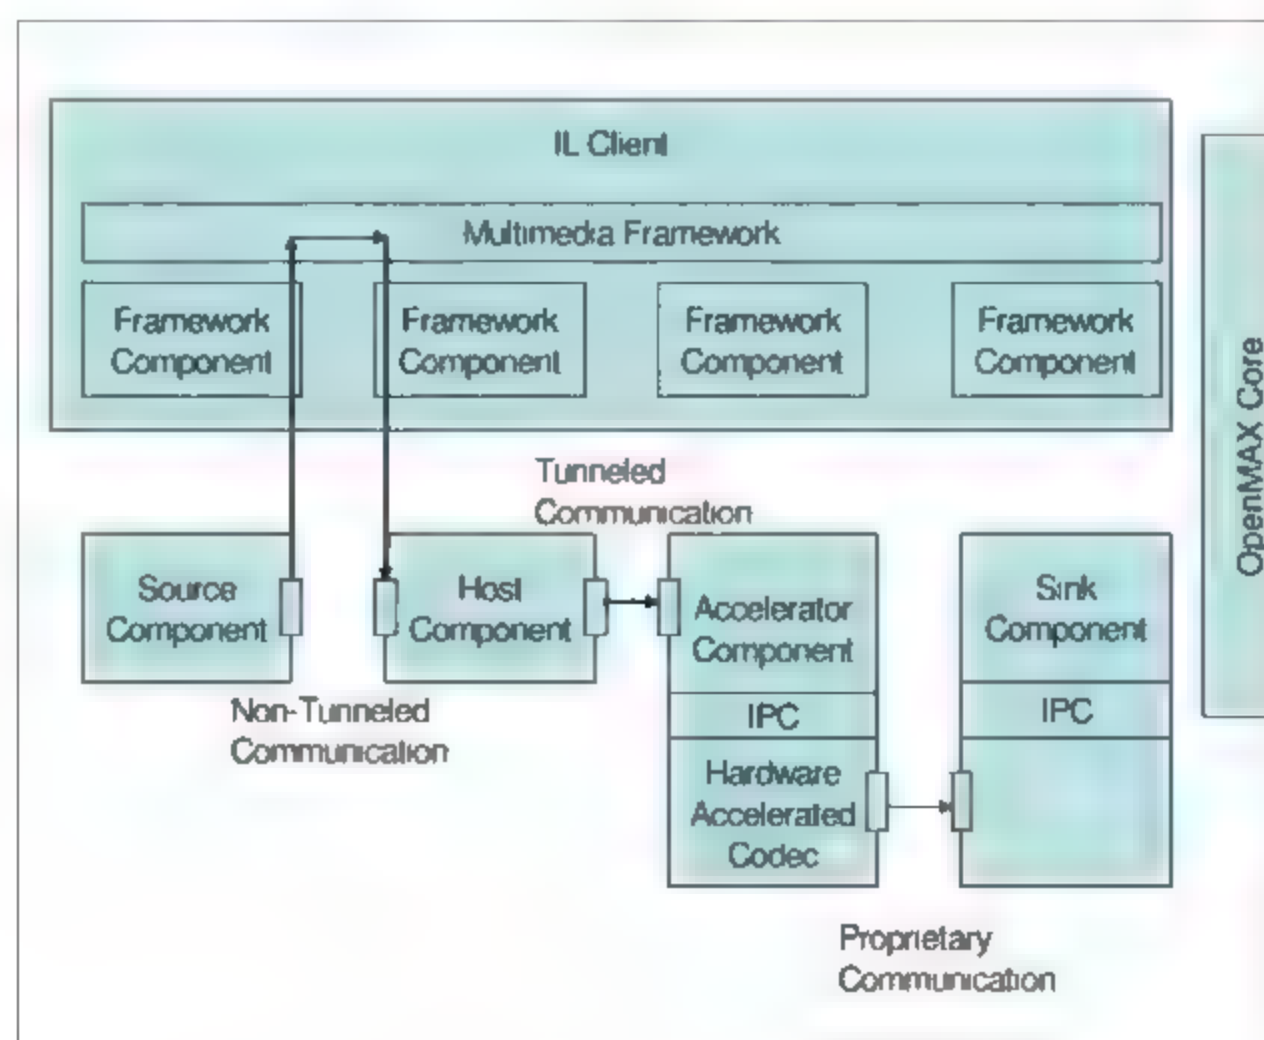 IL Client
Multimedia Framework
Framework
Component
Framework
Component
Framework
Component
Framework
Component
OpenMAX Core
Tunneled
Communication
Source
Component
Host
Component
Accelerator
Component
IPC
Hardware
Accelerated
Codec
Sink
Component
IPC
Non-Tunneled
Communication
Proprietary
Communication